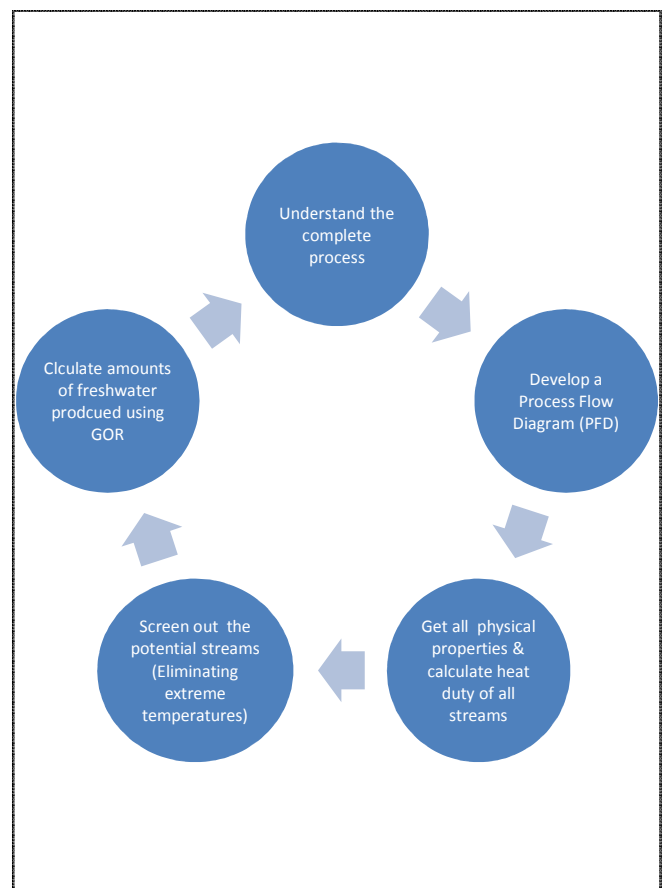 Understand the
complete
process
Develop a
Process Flow
Diagram (PFD)
Get all physical
properties &
calculate heat
duty of all
streams
Screen out the
potential streams
(Eliminating
extreme
temperatures)
Clculate amounts
of freshwater
prodcued using
GOR